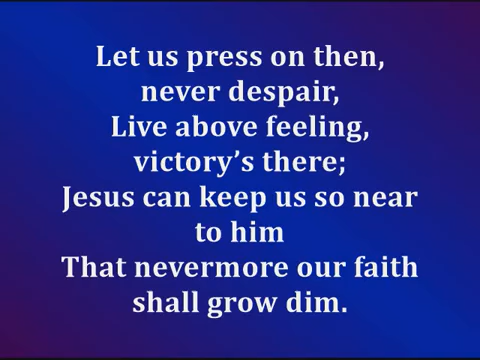 Let us press on then,
never despair,
Live above feeling,
victory’s there;
Jesus can keep us so near
to him
That nevermore our faith
shall grow dim.